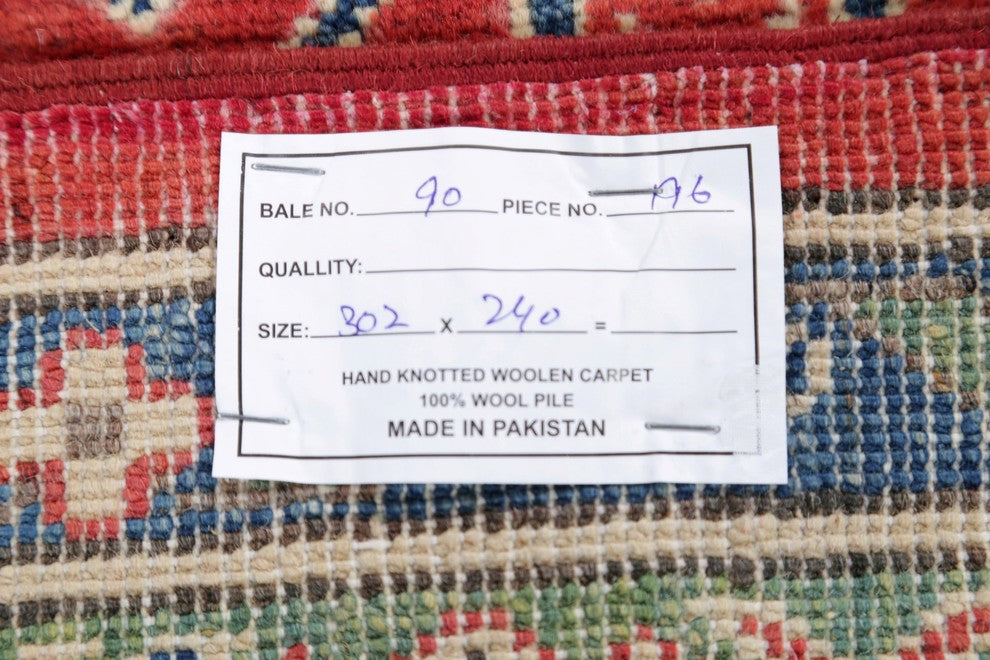 BALE NO. 90 PIECE NO.
QUALLITY:
SIZE: 302 X 240 =
HAND KNOTTED WOOLEN CARPET
100% WOOL PILE
MADE IN PAKISTAN